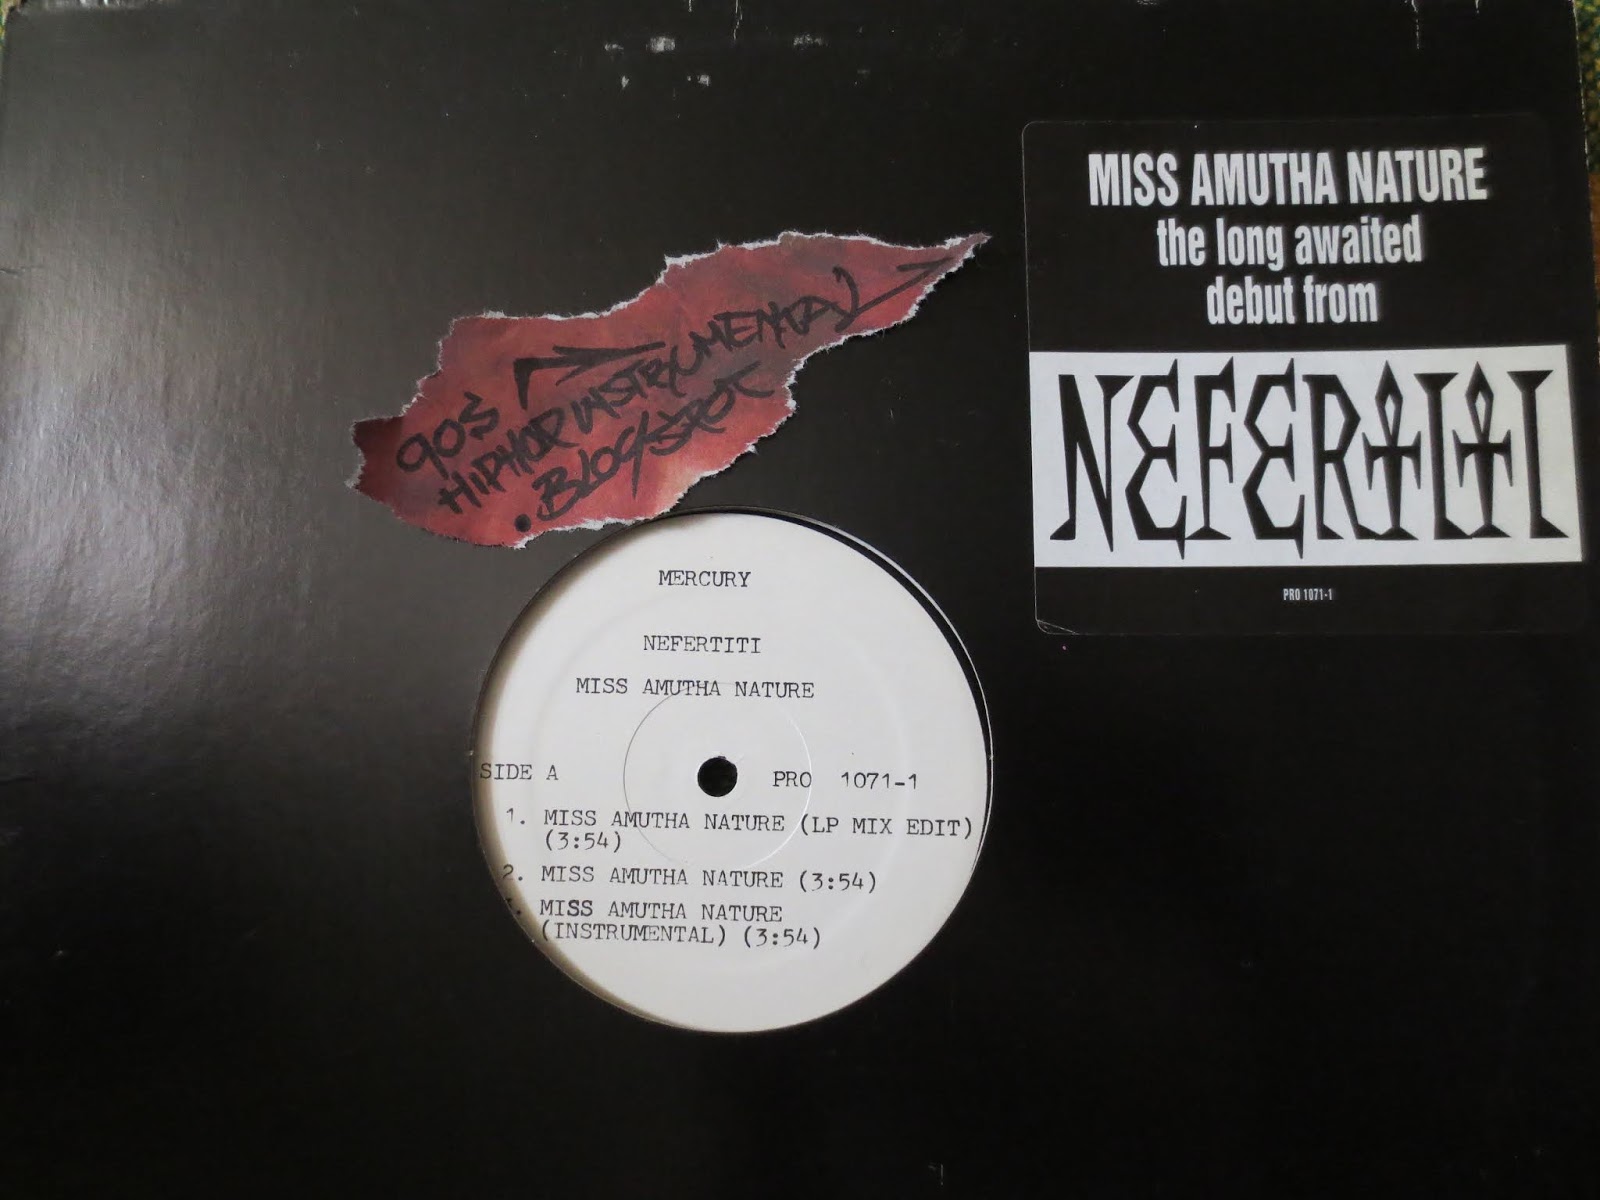 MISS AMUTHA NATURE
the long awaited
debut from
NEFERTITI
PRO 1071-1
90S
HIPHOP INSTRUMENTAL
.BLOGSPOT
MERCURY
NEFERTITI
MISS AMUTHA NATURE
SIDE A
PRO 1071-1
1. MISS AMUTHA NATURE (LP MIX EDIT)
(3:54)
2. MISS AMUTHA NATURE (3:54)
MISS AMUTHA NATURE
(INSTRUMENTAL) (3:54)